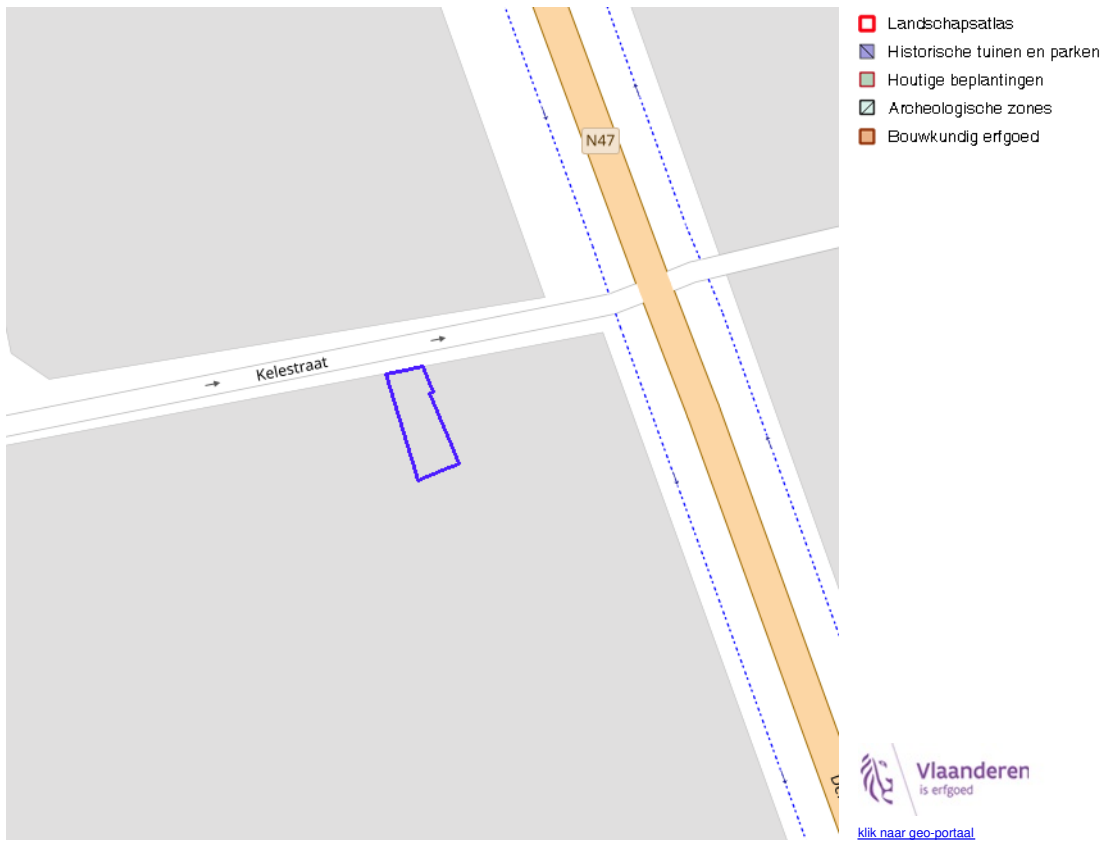 Landschapsatlas
Historische tuinen en parken
Houtige beplantingen
Archeologische zones
Bouwkundig erfgoed
N47
Kelestraat
Vlaanderen
is erfgoed
klik naar geo-portaal